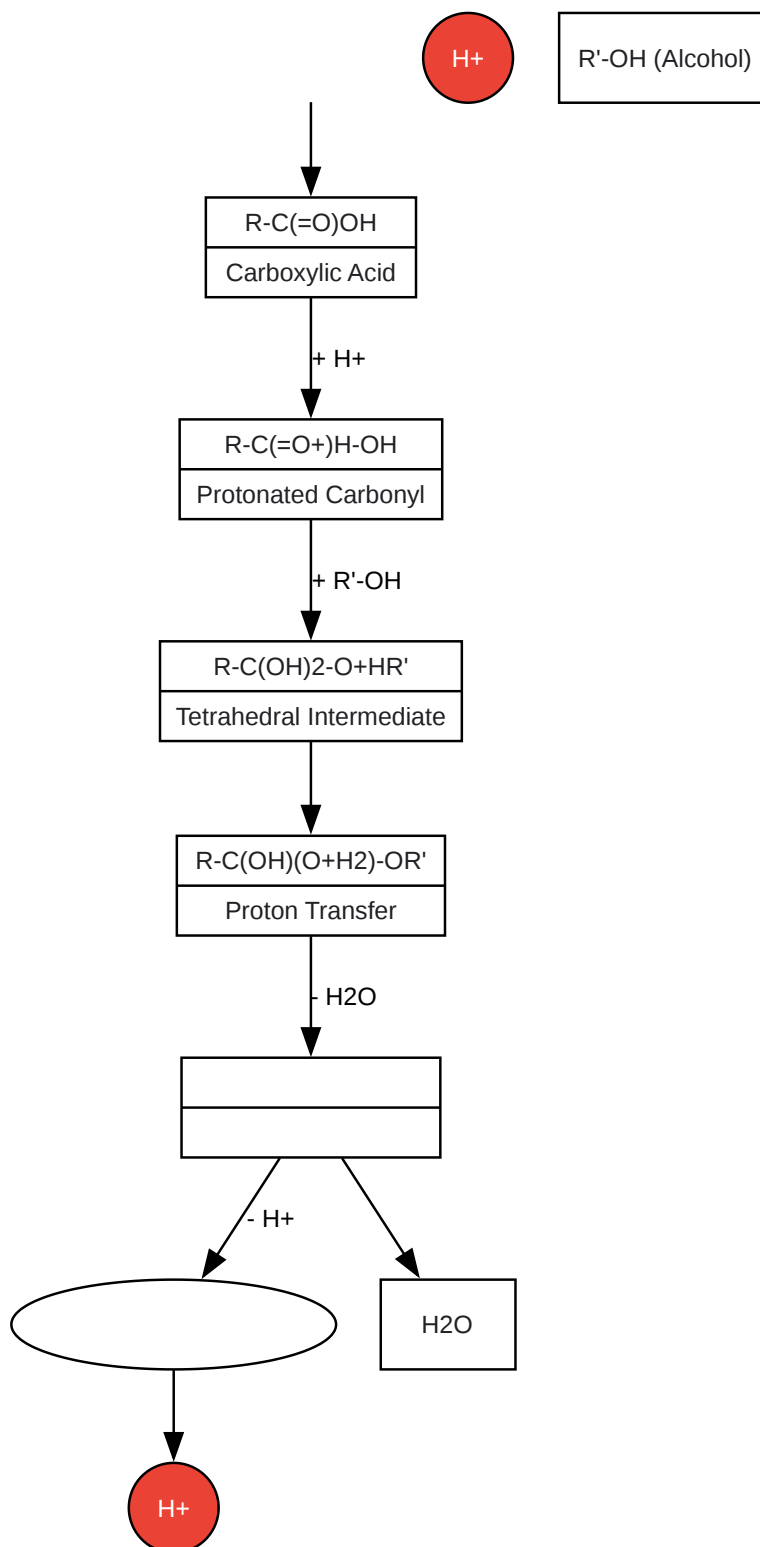 H+
R'-OH (Alcohol)
R-C(=O)OH
Carboxylic Acid
+ H+
R-C(=O+)H-OH
Protonated Carbonyl
+ R'-OH
R-C(OH)2-O+HR'
Tetrahedral Intermediate
R-C(OH)(O+H2)-OR'
Proton Transfer
- H2O
- H+
H2O
H+